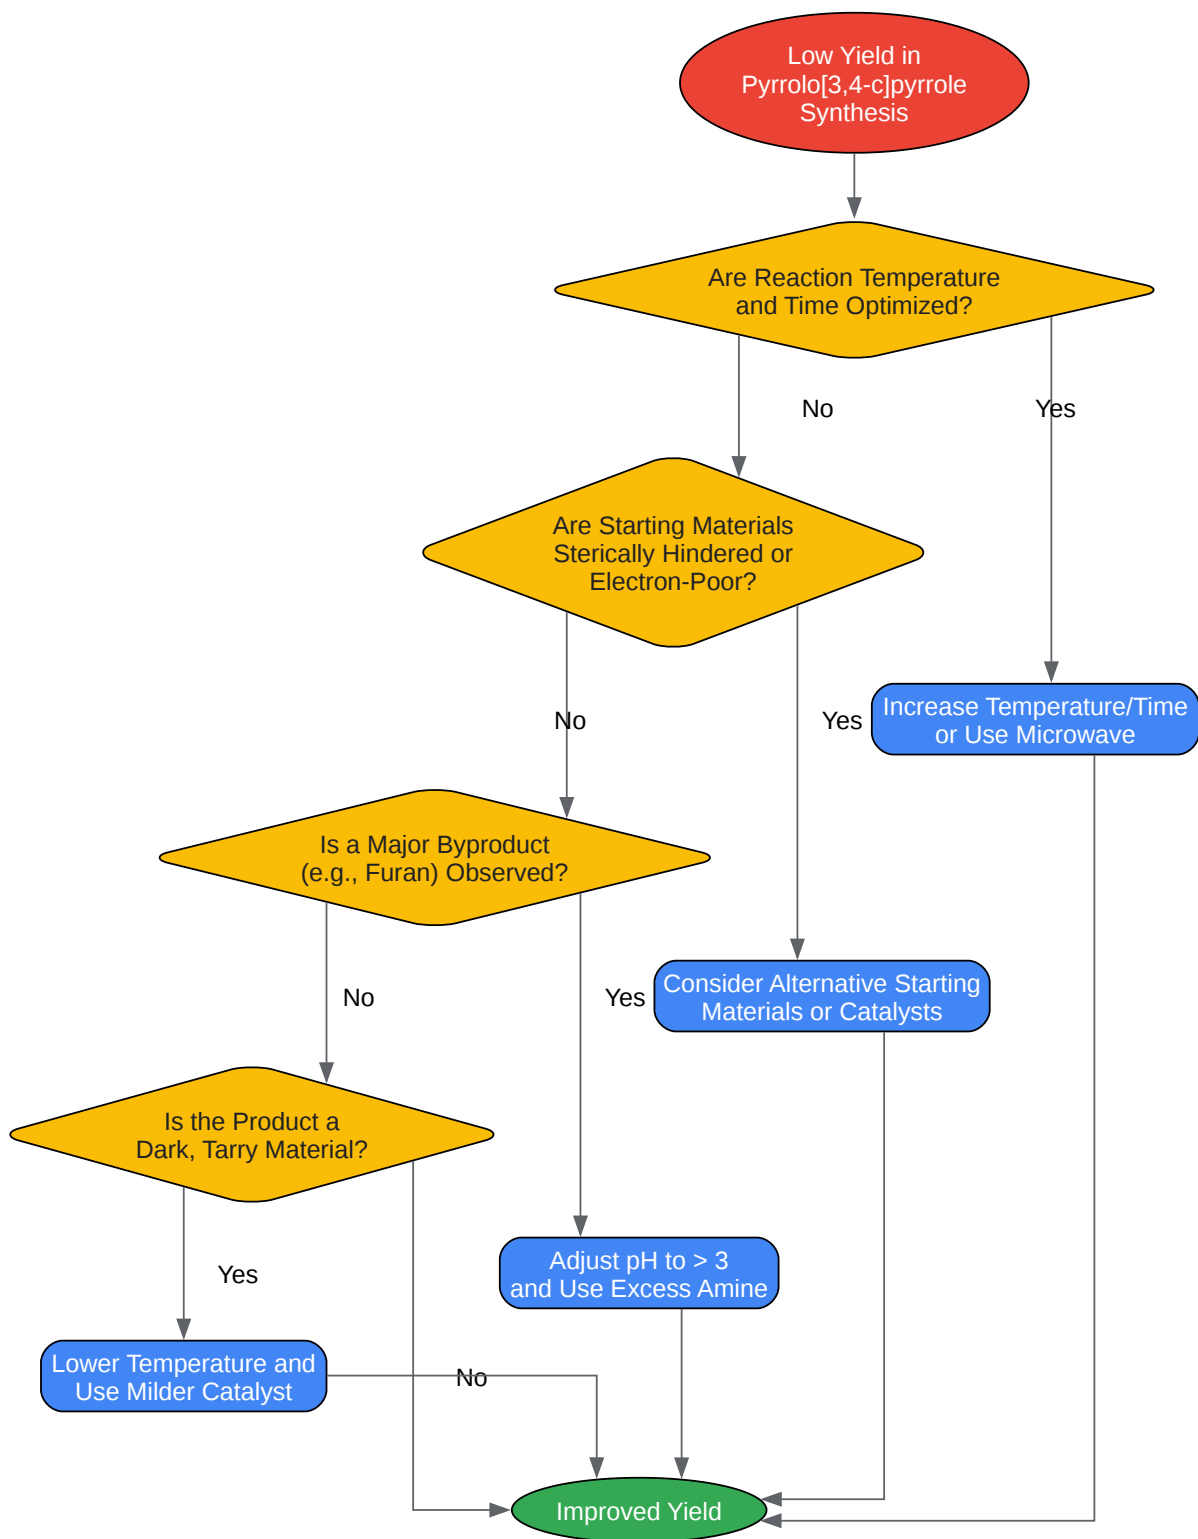 Low Yield in
Pyrrolo[3,4-c]pyrrole
Synthesis
Are Reaction Temperature
and Time Optimized?
No
Yes
Are Starting Materials
Sterically Hindered or
Electron-Poor?
No
Yes
Increase Temperature/Time
or Use Microwave
Is a Major Byproduct
(e.g., Furan) Observed?
No
Yes
Consider Alternative Starting
Materials or Catalysts
Is the Product a
Dark, Tarry Material?
Yes
Adjust pH to > 3
and Use Excess Amine
Lower Temperature and
Use Milder Catalyst
No
Improved Yield